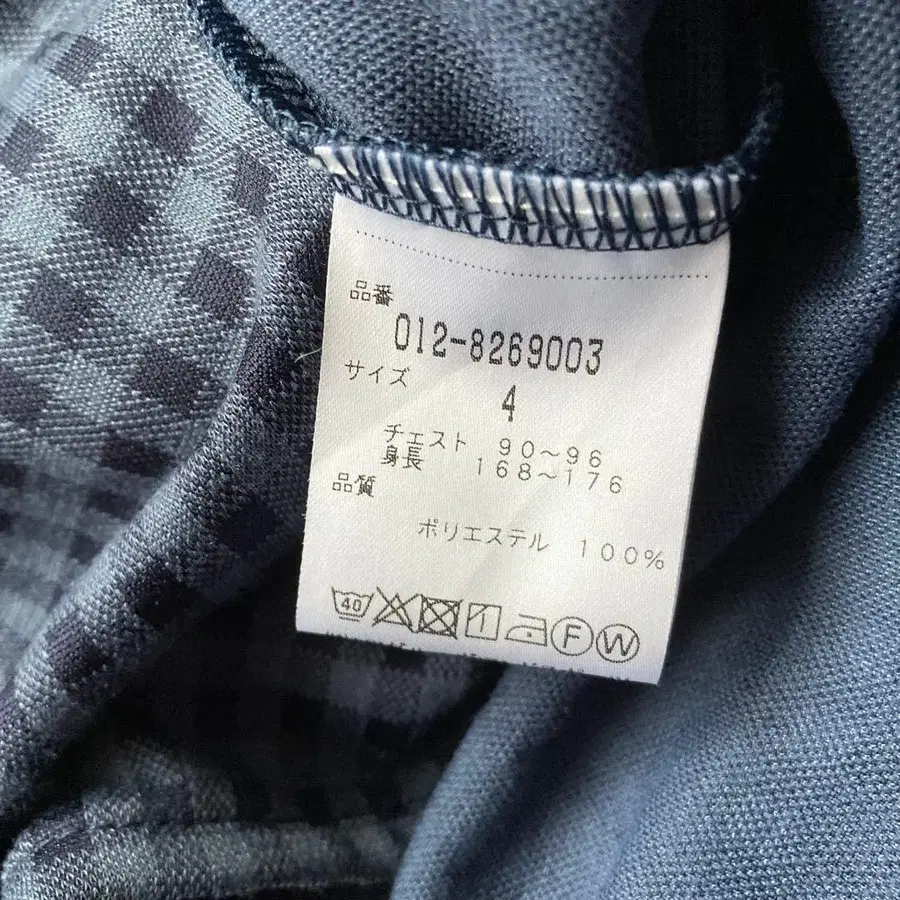 品番
012-8269003
サイズ
4
チェスト 90~96
身長 168~176
品質
ポリエステル 100%
40
F W